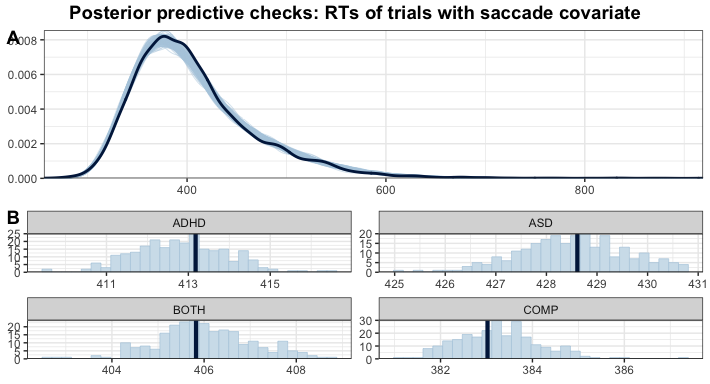 Posterior predictive checks: RTs of trials with saccade covariate
A
0.008
0.006
0.004
0.002
0.000
400 600 800
B
ADHD ASD
25
20
15
10
5
0
20
15
10
5
0
411 413 415
425 426 427 428 429 430 431
BOTH COMP
20
15
10
5
0
30
20
10
0
404 406 408
382 384 386